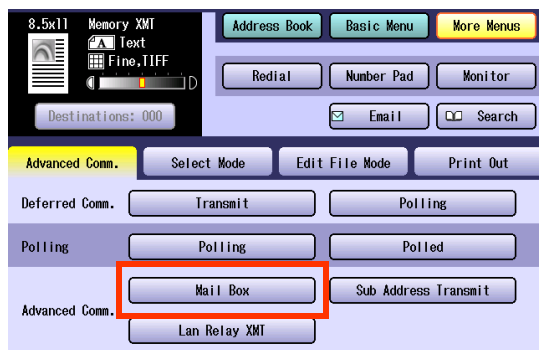 8.5x11 Memory XMT
A Text
Fine,TIFF
D
Destinations: 000
Address Book Basic Menu More Menus
Redial Number Pad Monitor
Email Search
Advanced Comm. Select Mode Edit File Mode Print Out
Deferred Comm. Transmit Polling
Polling Polling Polled
Mail Box Sub Address Transmit
Advanced Comm.
Lan Relay XMT